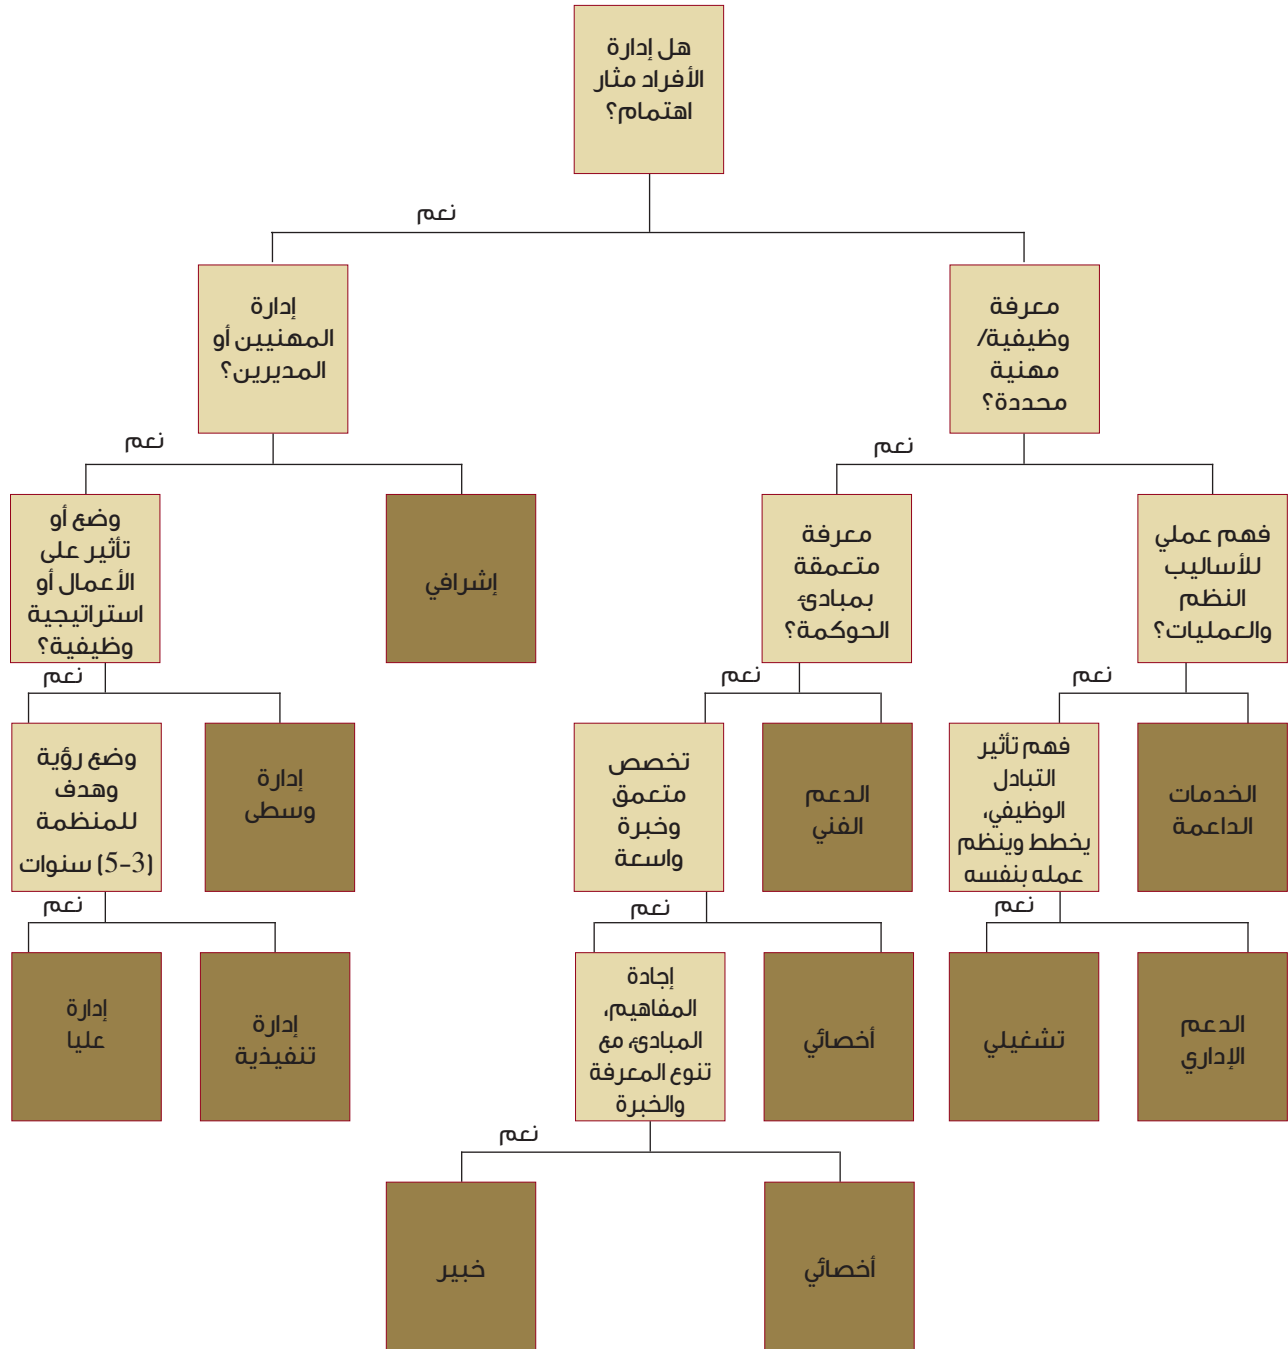 هل إدارة
الأفراد مثار
اهتمام؟
نعم
معرفة
وظيفية/
مهنية
محددة؟
إدارة
المهنيين أو
المديرين؟
نعم
نعم
فهم عملي
للأساليب
النظم
والعمليات؟
معرفة
متعمقة
بمبادئ
الحوكمة؟
إشرافي
وضع أو
تأثير على
الأعمال أو
استراتيجية
وظيفية؟
نعم
نعم
نعم
الخدمات
الداعمة
فهم تأثير
التبادل
الوظيفي،
يخطط وينظم
عمله بنفسه
الدعم
الفني
تخصص
متعمق
وخبرة
واسعة
إدارة
وسطى
وضع رؤية
وهدف
للمنظمة
(3-5) سنوات
نعم
نعم
نعم
الدعم
الإداري
تشغيلي
أخصائي
إجادة
المفاهيم،
المبادئ، مع
تنوع المعرفة
والخبرة
إدارة
تنفيذية
إدارة
عليا
نعم
أخصائي
خبير